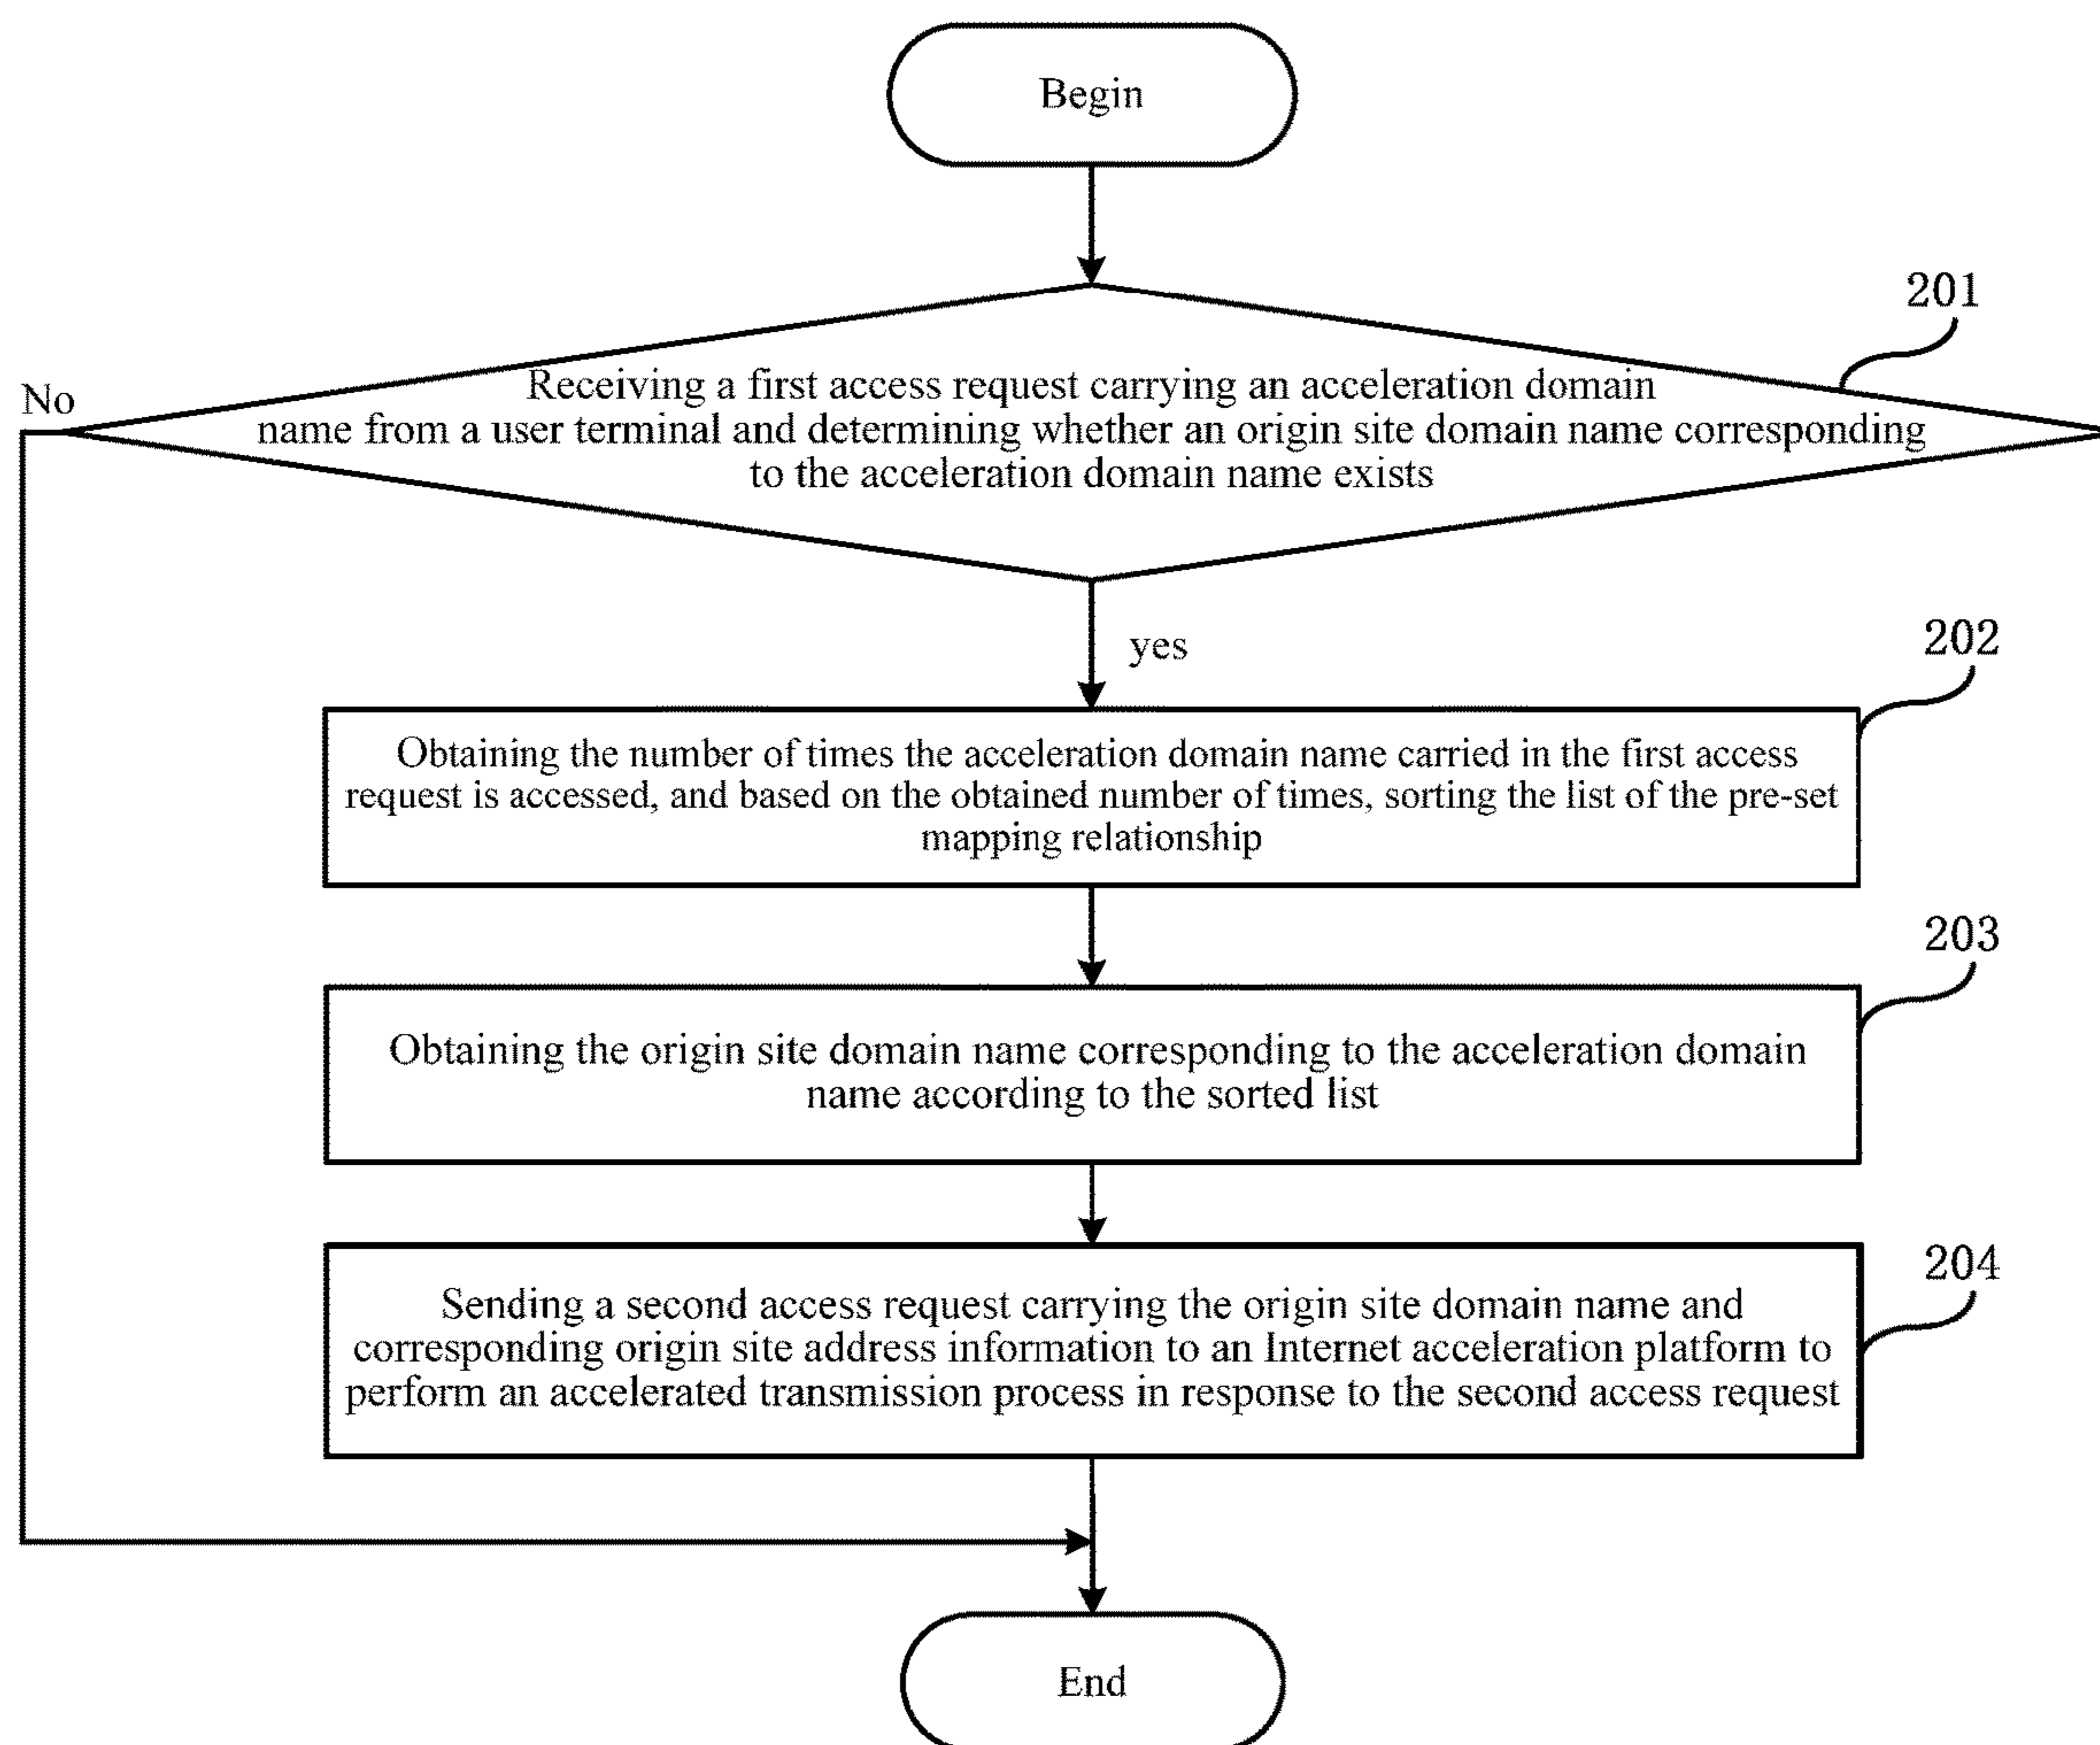 Begin
201
Receiving a first access request carrying an acceleration domain
No
name from a user terminal and determining whether an origin site domain name corresponding
to the acceleration domain name exists
yes
202
Obtaining the number of times the acceleration domain name carried in the first access
request is accessed, and based on the obtained number of times, sorting the list of the pre-set
mapping relationship
203
Obtaining the origin site domain name corresponding to the acceleration domain
name according to the sorted list
204
Sending a second access request carrying the origin site domain name and
corresponding origin site address information to an Internet acceleration platform to
perform an accelerated transmission process in response to the second access request
End